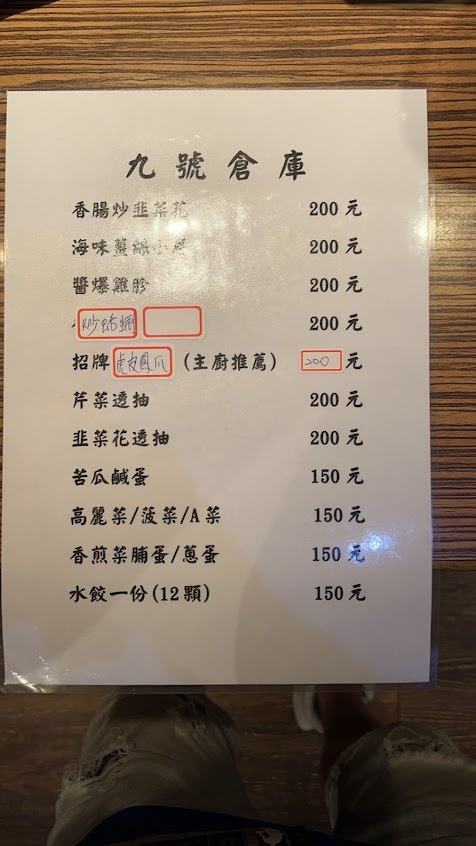 九號倉庫
香腸炒韭菜花 200元
海味薑絲小卷 200元
醬爆雞胗 200元
炒蛤蠣 200元
招牌虎皮鳳爪(主廚推薦) 200元
芹菜透抽 200元
韭菜花透抽 200元
苦瓜鹹蛋 150元
高麗菜/菠菜/A菜 150元
香煎菜脯蛋/蔥蛋 150元
水餃一份(12顆) 150元